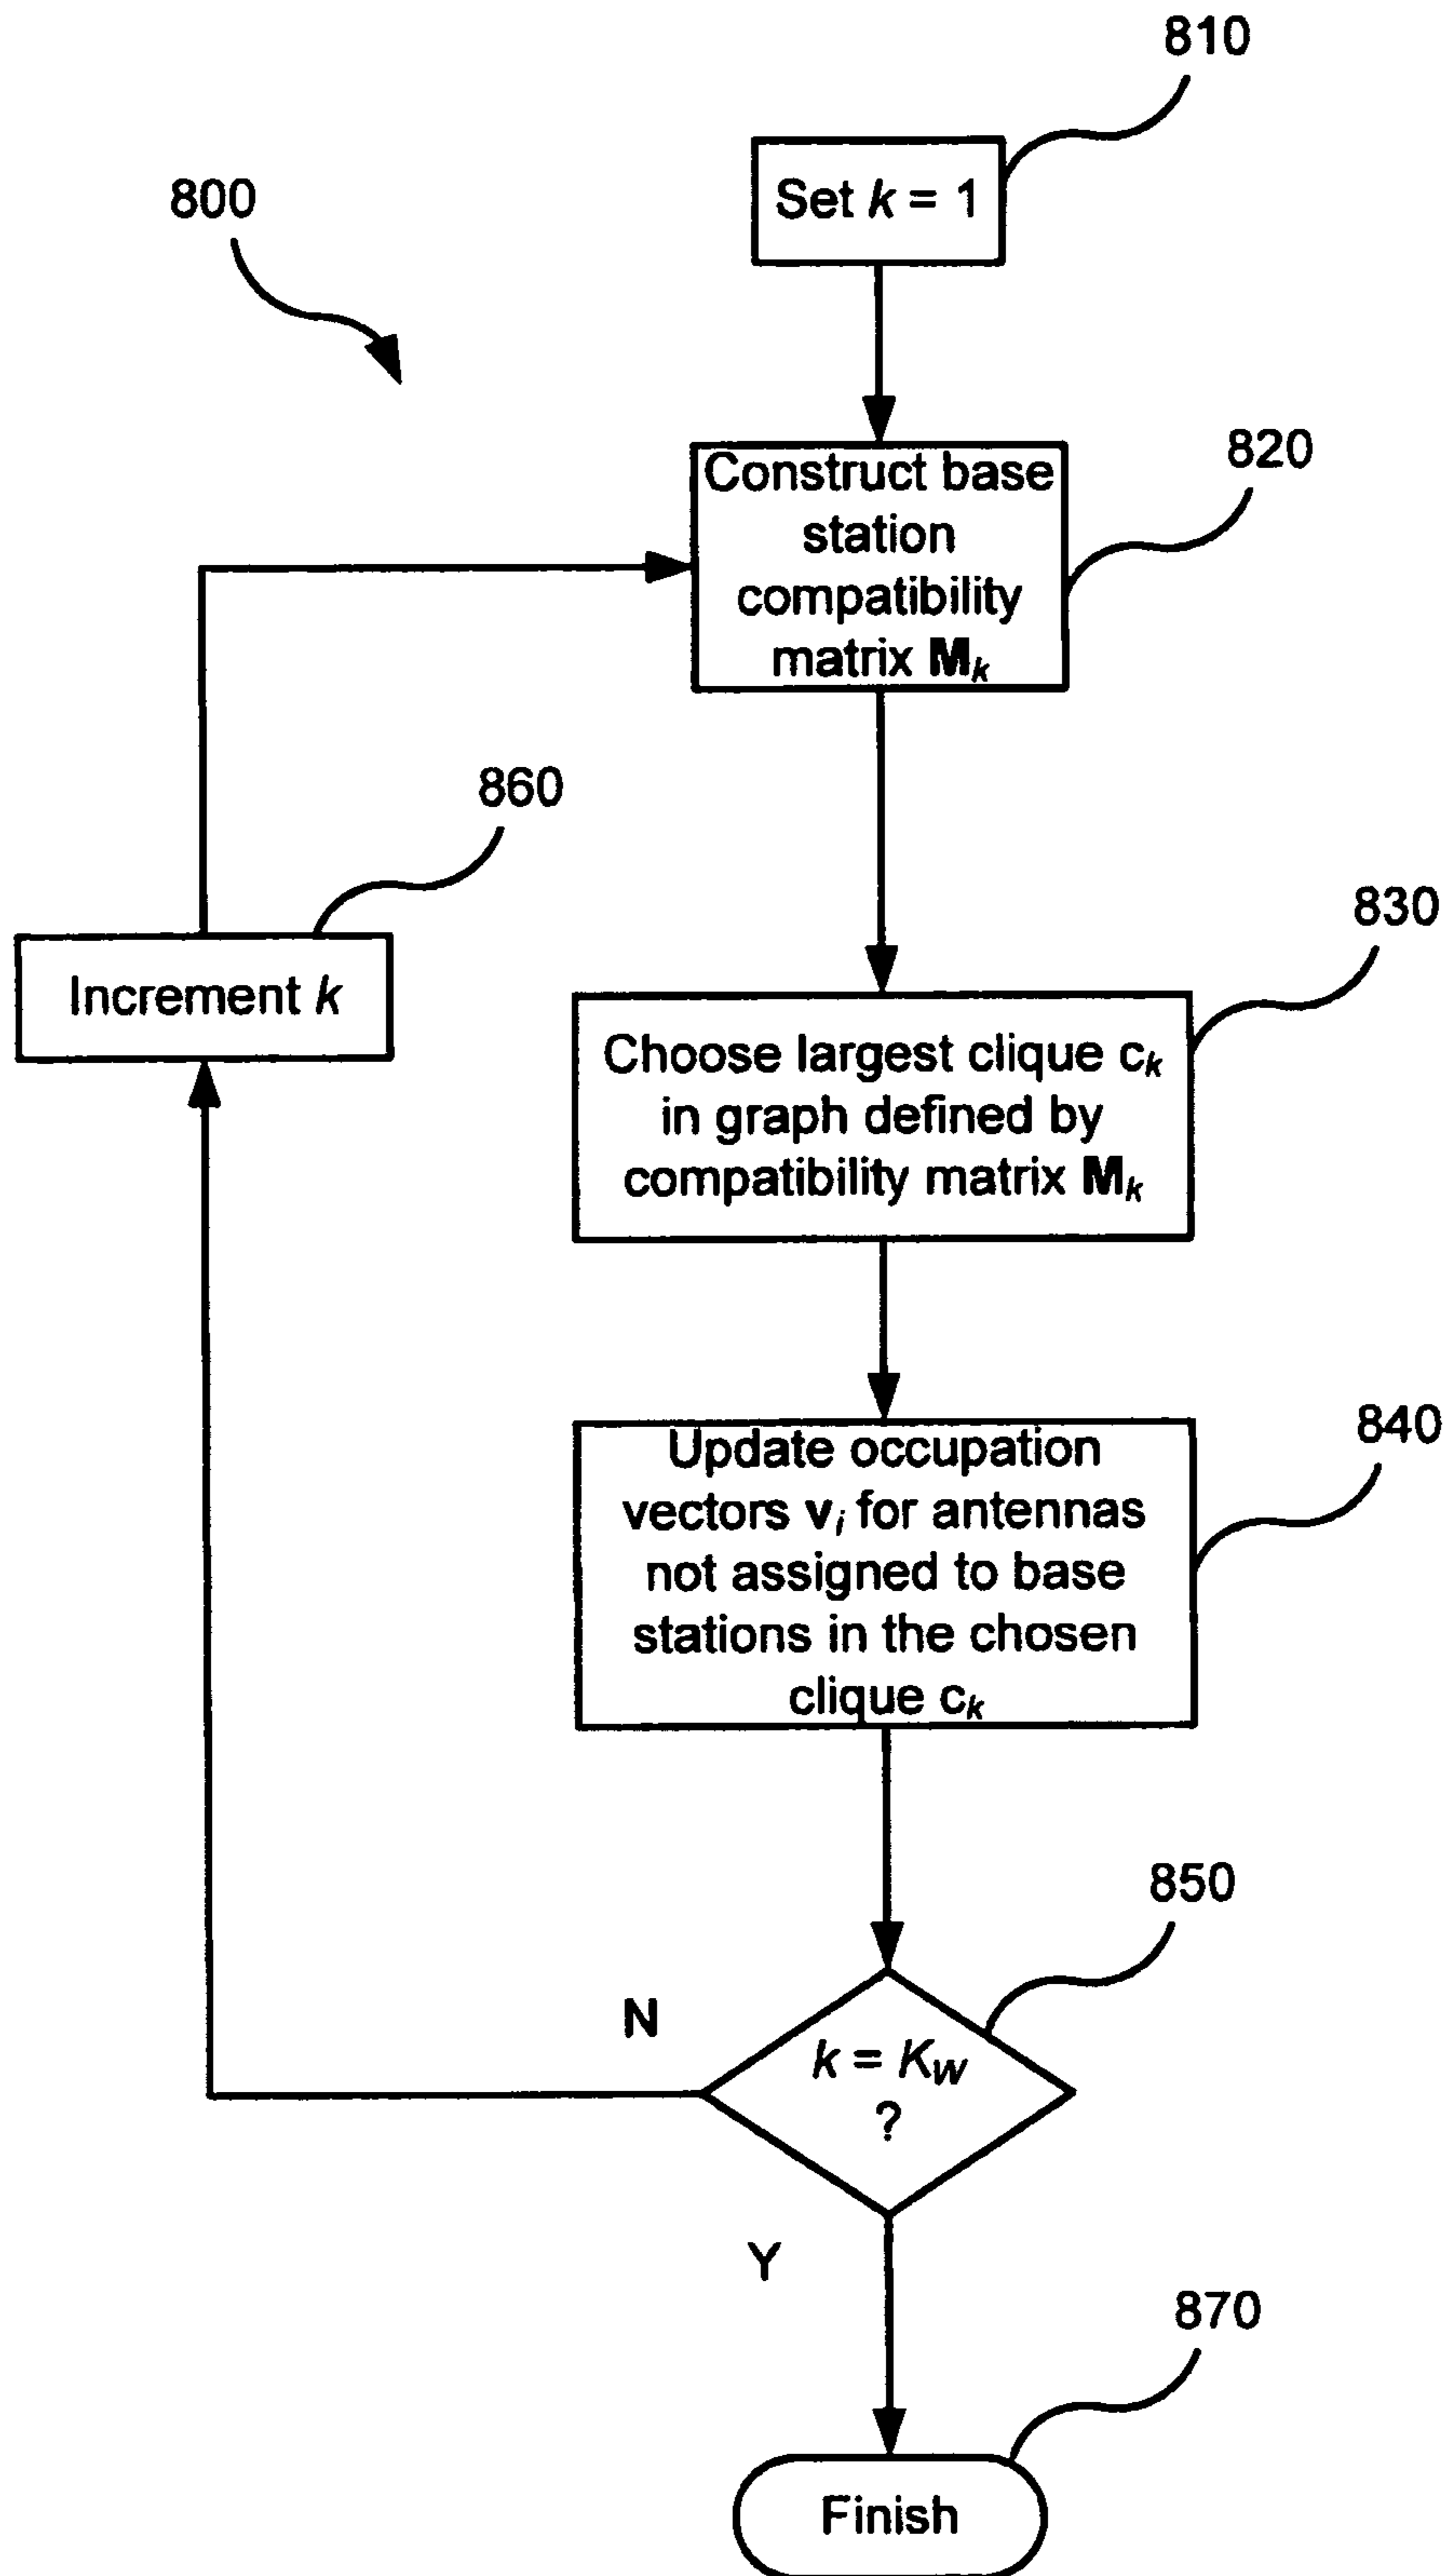 810
800
Set k = 1
820
Construct base
station
compatibility
matrix Mk
860
Increment k
830
Choose largest clique ck
in graph defined by
compatibility matrix Mk
840
Update occupation
vectors vi for antennas
not assigned to base
stations in the chosen
clique ck
850
N
k = KW
?
Y
870
Finish